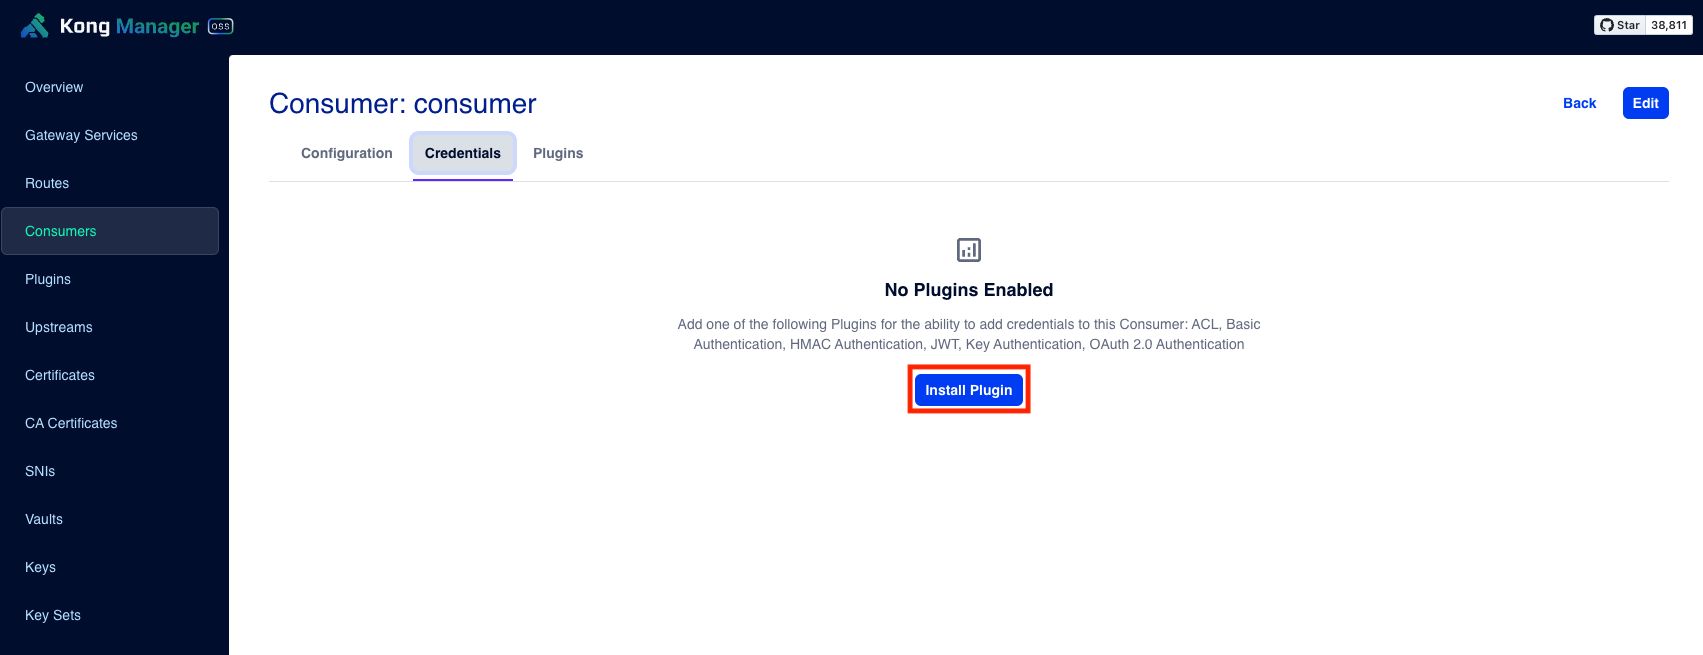 Kong Manager OSS
Star 38,811
Overview
Gateway Services
Routes
Consumers
Plugins
Upstreams
Certificates
CA Certificates
SNIs
Vaults
Keys
Key Sets
Consumer: consumer
Back Edit
Configuration Credentials Plugins
No Plugins Enabled
Add one of the following Plugins for the ability to add credentials to this Consumer: ACL, Basic
Authentication, HMAC Authentication, JWT, Key Authentication, OAuth 2.0 Authentication
Install Plugin